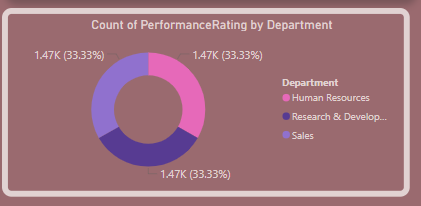 Count of PerformanceRating by Department
1.47K (33.33%)
1.47K (33.33%)
Department
Human Resources
Research & Develop...
Sales
1.47K (33.33%)